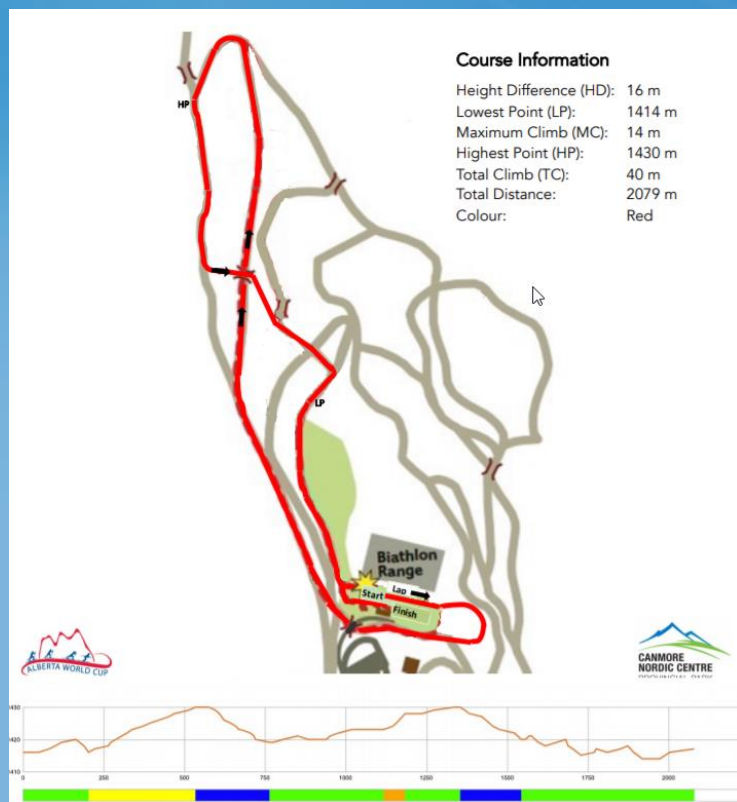 Course Information
Height Difference (HD): 16 m
Lowest Point (LP): 1414 m
Maximum Climb (MC): 14 m
Highest Point (HP): 1430 m
Total Climb (TC): 40 m
Total Distance: 2079 m
Colour: Red
HP
LP
Biathlon
Range
Lap
Start
Finish
ALBERTA WORLD CUP
CANMORE
NORDIC CENTRE
PROVINCIAL PARK
1430
1420
1410
0 250 500 750 1000 1250 1500 1750 2000